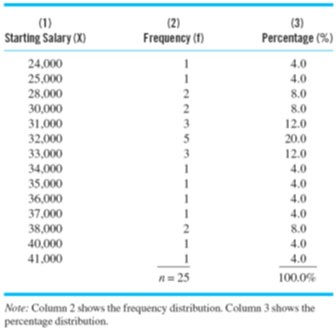 (1) (2) (3)
Starting Salary (X) Frequency (f) Percentage (%)
24,000 1 4.0
25,000 1 4.0
28,000 2 8.0
30,000 2 8.0
31,000 3 12.0
32,000 5 20.0
33,000 3 12.0
34,000 1 4.0
35,000 1 4.0
36,000 1 4.0
37,000 1 4.0
38,000 2 8.0
40,000 1 4.0
41,000 1 4.0
n = 25 100.0%
Note: Column 2 shows the frequency distribution. Column 3 shows the
percentage distribution.